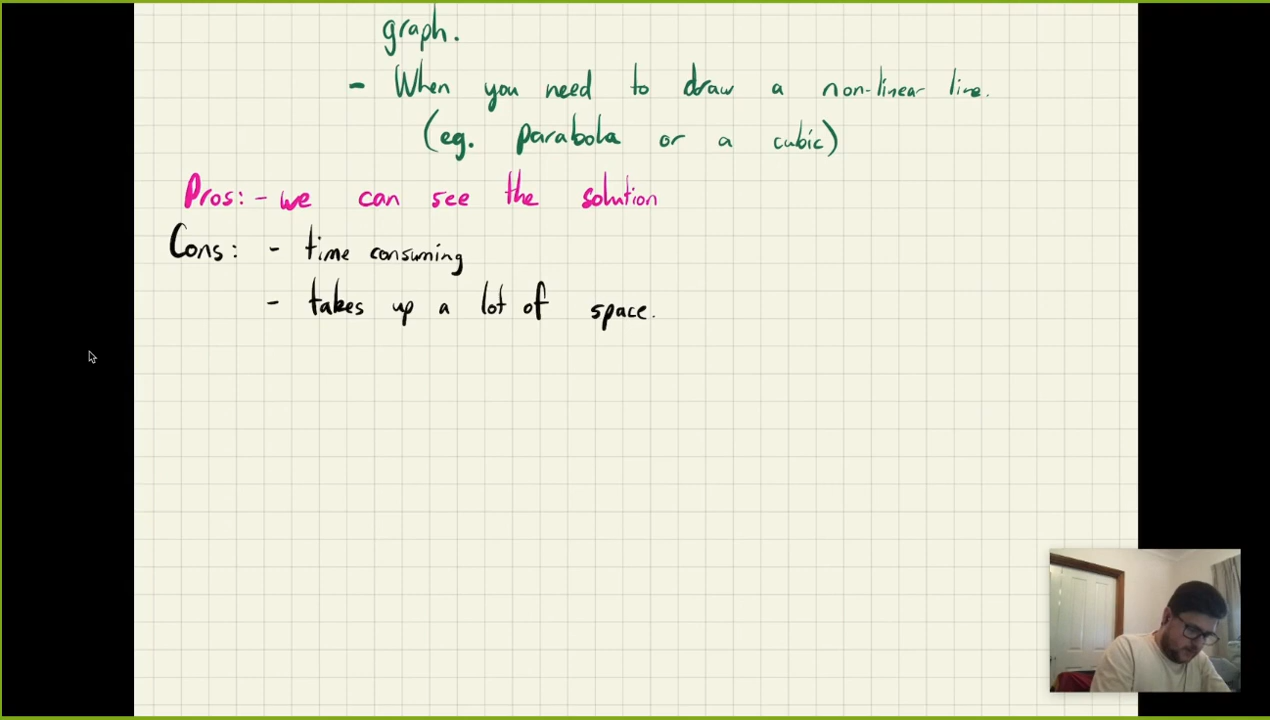 graph.
- When you need to draw a non-linear line.
(eg. parabola or a cubic)
Pros: - we can see the solution
Cons: - time consuming
- takes up a lot of space.